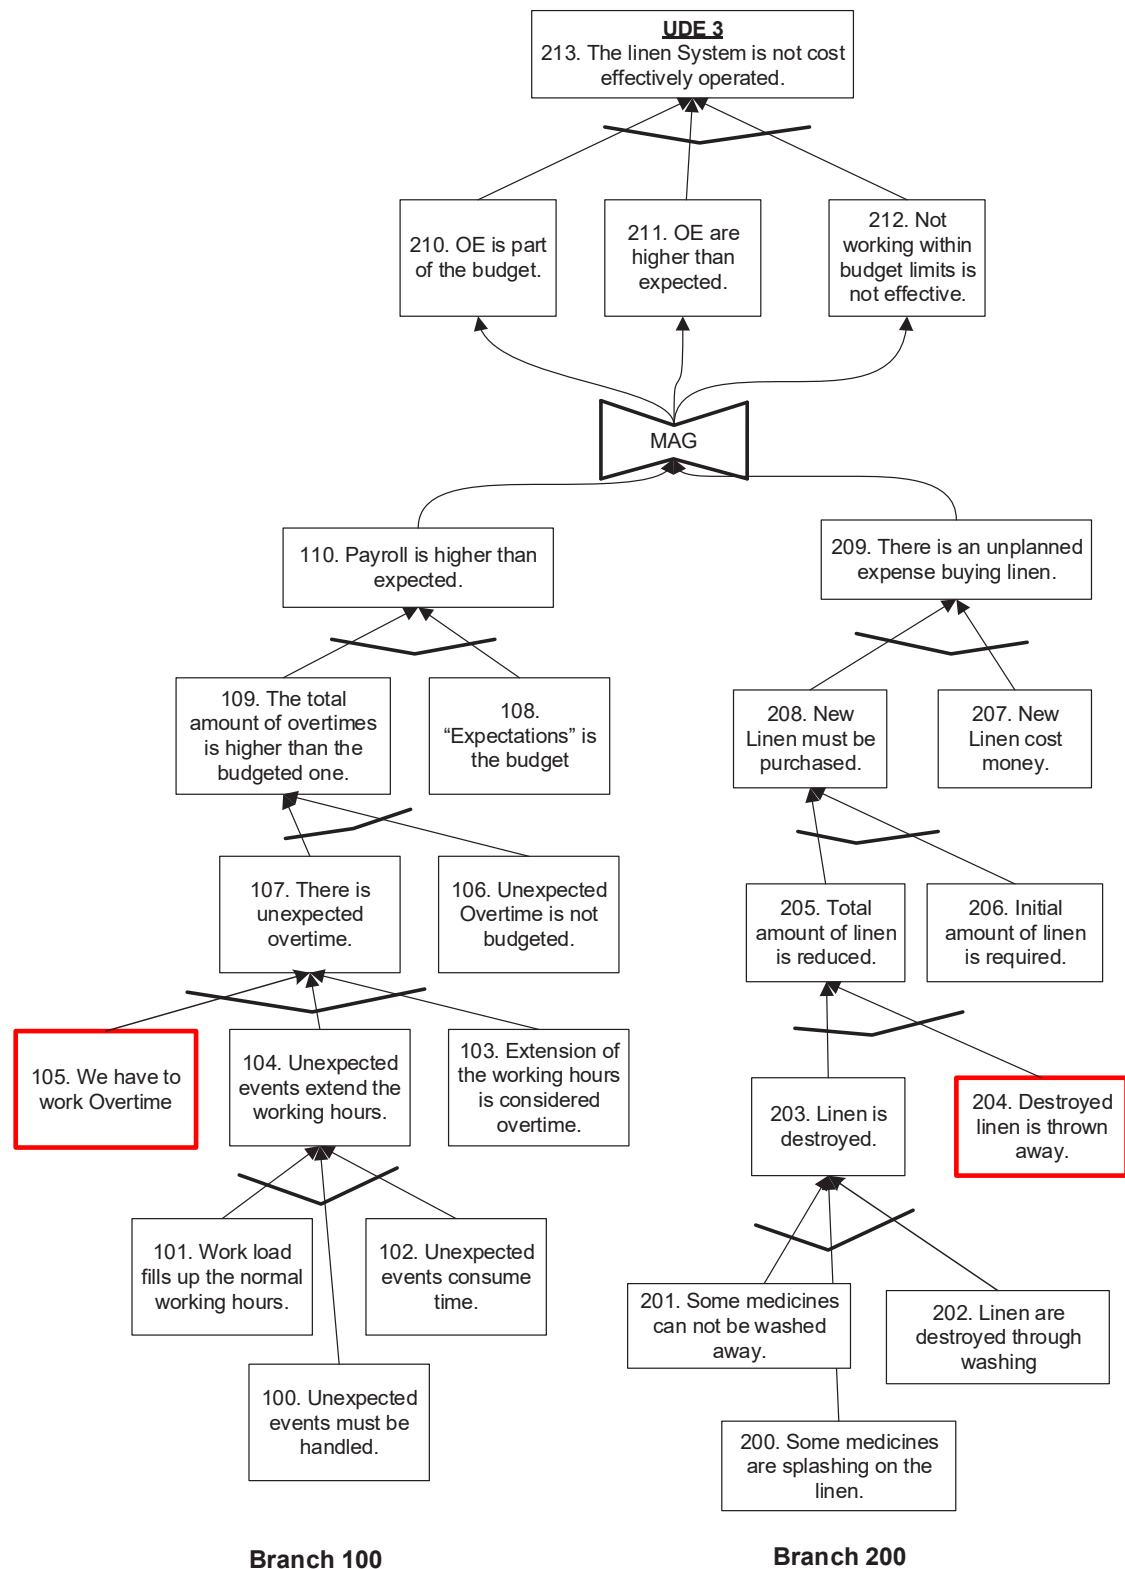 UDE 3
213. The linen System is not cost
effectively operated.
210. OE is part
of the budget.
211. OE are
higher than
expected.
212. Not
working within
budget limits is
not effective.
MAG
110. Payroll is higher than
expected.
209. There is an unplanned
expense buying linen.
109. The total
amount of overtimes
is higher than the
budgeted one.
108.
“Expectations” is
the budget
208. New
Linen must be
purchased.
207. New
Linen cost
money.
107. There is
unexpected
overtime.
106. Unexpected
Overtime is not
budgeted.
205. Total
amount of linen
is reduced.
206. Initial
amount of linen
is required.
105. We have to
work Overtime
104. Unexpected
events extend the
working hours.
103. Extension of
the working hours
is considered
overtime.
203. Linen is
destroyed.
204. Destroyed
linen is thrown
away.
101. Work load
fills up the normal
working hours.
102. Unexpected
events consume
time.
201. Some medicines
can not be washed
away.
202. Linen are
destroyed through
washing
100. Unexpected
events must be
handled.
200. Some medicines
are splashing on the
linen.
Branch 100
Branch 200